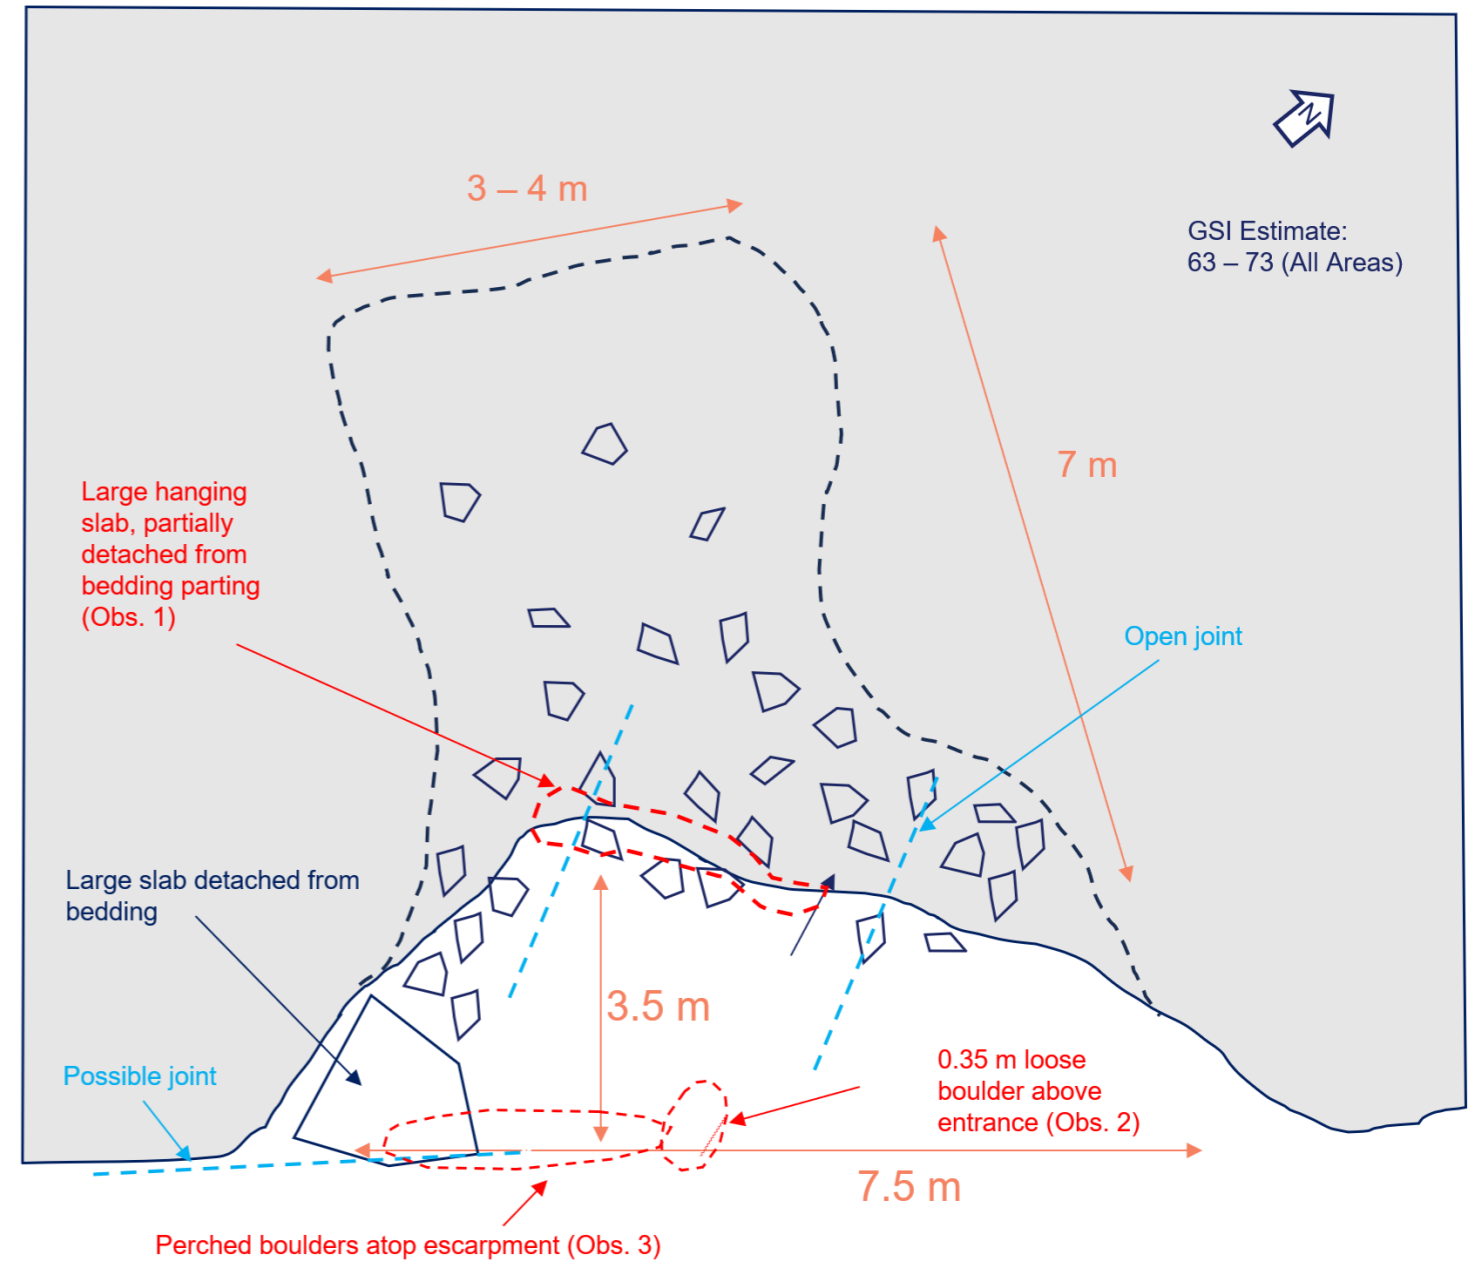 N
3 – 4 m
GSI Estimate:
63 – 73 (All Areas)
7 m
Large hanging
slab, partially
detached from
bedding parting
(Obs. 1)
Open joint
Large slab detached from
bedding
3.5 m
Possible joint
0.35 m loose
boulder above
entrance (Obs. 2)
7.5 m
Perched boulders atop escarpment (Obs. 3)